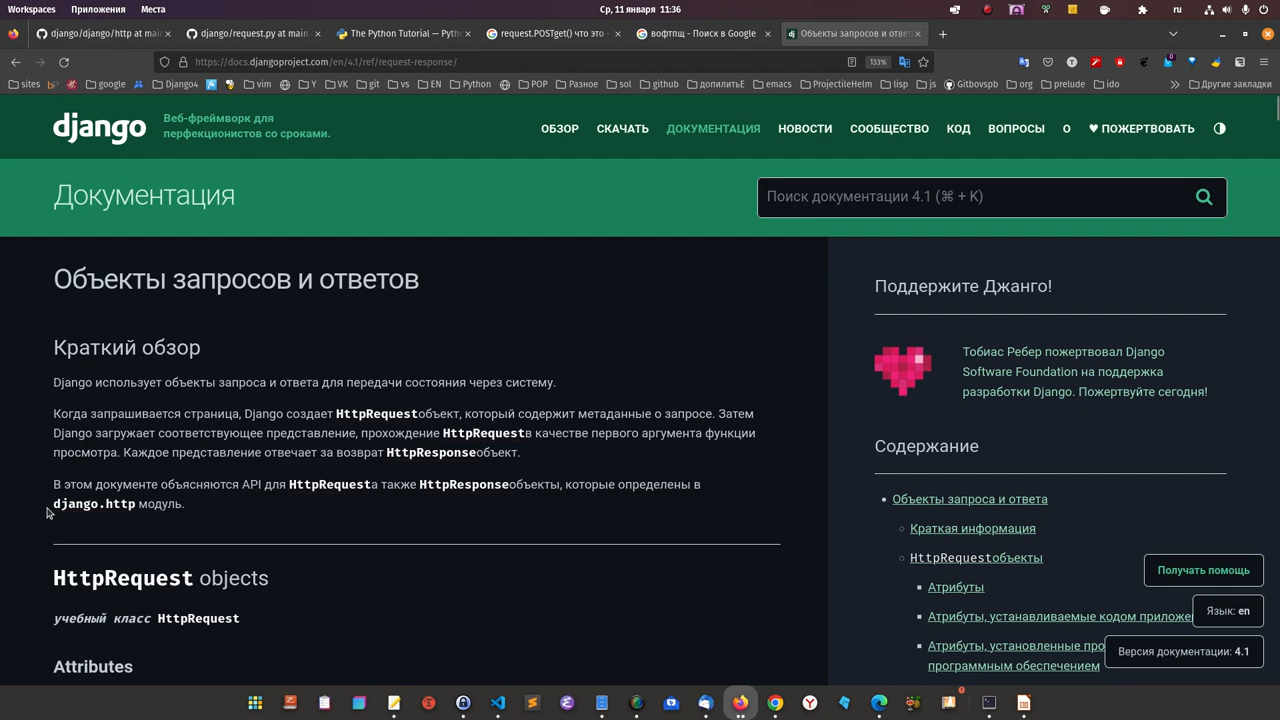 Workspaces Приложения Места Ср, 11 января 11:36 ru
django/django/http at main django/request.py at main The Python Tutorial — Pyth request.POSTget() что это - вофтпщ - Поиск в Google Объекты запросов и ответ
https://docs.djangoproject.com/en/4.1/ref/request-response/ 133%
sites google Django4 vim Y VK git vs EN Python POP Разное sol github допилитьЕ emacs ProjectileHelm lisp js Gitbovspb org prelude ido Другие закладки
django
Веб-фреймворк для
перфекционистов со сроками.
ОБЗОР СКАЧАТЬ ДОКУМЕНТАЦИЯ НОВОСТИ СООБЩЕСТВО КОД ВОПРОСЫ О ♥ ПОЖЕРТВОВАТЬ
Документация
Поиск документации 4.1 (⌘ + K)
Объекты запросов и ответов
Краткий обзор
Django использует объекты запроса и ответа для передачи состояния через систему.
Когда запрашивается страница, Django создает HttpRequestобъект, который содержит метаданные о запросе. Затем
Django загружает соответствующее представление, прохождение HttpRequestв качестве первого аргумента функции
просмотра. Каждое представление отвечает за возврат HttpResponseобъект.
В этом документе объясняются API для HttpRequestа также HttpResponseобъекты, которые определены в
django.http модуль.
HttpRequest objects
учебный класс HttpRequest
Attributes
Поддержите Джанго!
Тобиас Ребер пожертвовал Django
Software Foundation на поддержка
разработки Django. Пожертвуйте сегодня!
Содержание
Объекты запроса и ответа
Краткая информация
HttpRequestобъекты
Атрибуты
Атрибуты, устанавливаемые кодом приложе
Атрибуты, установленные про
программным обеспечением
Получать помощь
Язык: en
Версия документации: 4.1